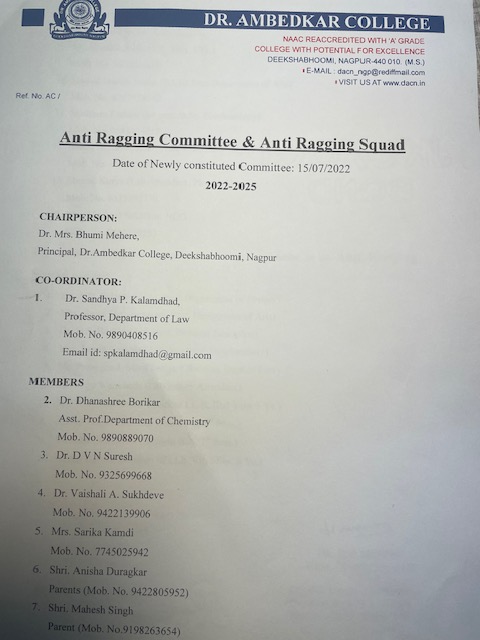 DR. AMBEDKAR COLLEGE
NAAC REACCREDITED WITH 'A' GRADE
COLLEGE WITH POTENTIAL FOR EXCELLENCE
DEEKSHABHOOMI, NAGPUR-440 010. (M.S.)
E-MAIL : dacn_ngp@rediffmail.com
VISIT US AT www.dacn.in
Ref. No. AC /
Anti Ragging Committee & Anti Ragging Squad
Date of Newly constituted Committee: 15/07/2022
2022-2025
CHAIRPERSON:
Dr. Mrs. Bhumi Mehere,
Principal, Dr.Ambedkar College, Deekshabhoomi, Nagpur
CO-ORDINATOR:
1. Dr. Sandhya P. Kalamdhad,
Professor, Department of Law
Mob. No. 9890408516
Email id: spkalamdhad@gmail.com
MEMBERS
2. Dr. Dhanashree Borikar
Asst. Prof.Department of Chemistry
Mob. No. 9890889070
3. Dr. D V N Suresh
Mob. No. 9325699668
4. Dr. Vaishali A. Sukhdeve
Mob. No. 9422139906
5. Mrs. Sarika Kamdi
Mob. No. 7745025942
6. Shri. Anisha Duragkar
Parents (Mob. No. 9422805952)
7. Shri. Mahesh Singh
Parent (Mob. No.9198263654)